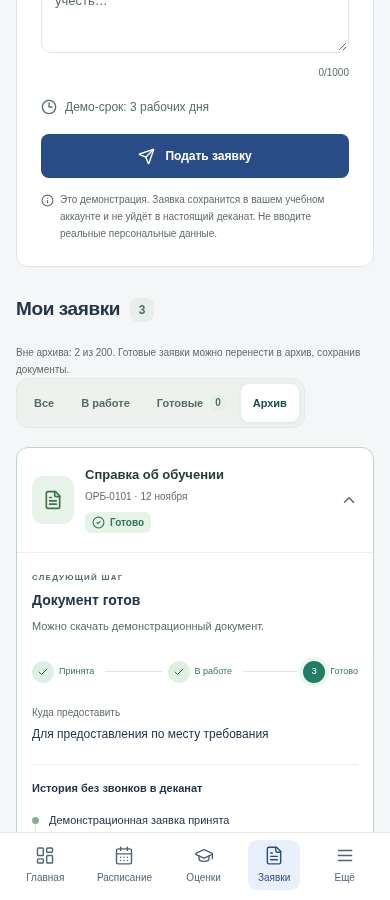 учесть...
0/1000
Демо-срок: 3 рабочих дня
Подать заявку
Это демонстрация. Заявка сохранится в вашем учебном
аккаунте и не уйдёт в настоящий деканат. Не вводите
реальные персональные данные.
Мои заявки 3
Вне архива: 2 из 200. Готовые заявки можно перенести в архив, сохранив
документы.
Все В работе Готовые 0 Архив
Справка об обучении
ОРБ-0101 · 12 ноября
Готово
СЛЕДУЮЩИЙ ШАГ
Документ готов
Можно скачать демонстрационный документ.
Принята В работе 3 Готово
Куда предоставить
Для предоставления по месту требования
История без звонков в деканат
Демонстрационная заявка принята
Главная Расписание Оценки Заявки Ещё